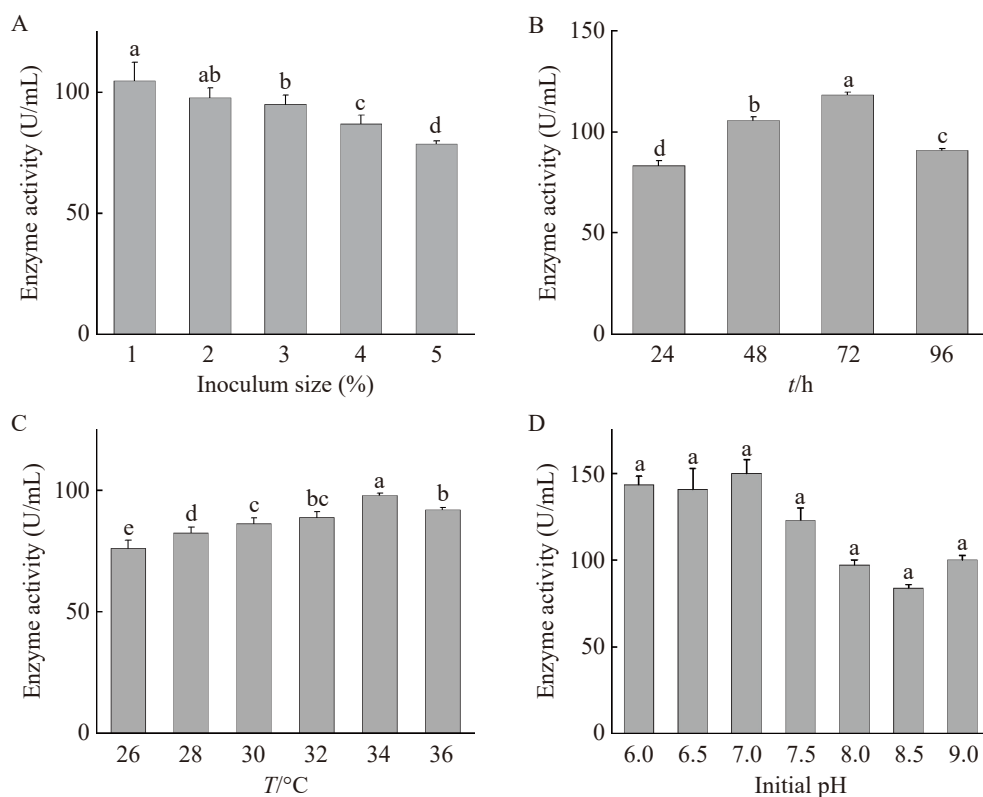 A
Enzyme activity (U/mL)
100
50
0
a
ab
b
c
d
1 2 3 4 5
Inoculum size (%)
B
Enzyme activity (U/mL)
150
100
50
0
d
b
a
c
24 48 72 96
t/h
C
Enzyme activity (U/mL)
100
50
0
e
d
c
bc
a
b
26 28 30 32 34 36
T/°C
D
Enzyme activity (U/mL)
150
100
50
0
a
a
a
a
a
a
a
6.0 6.5 7.0 7.5 8.0 8.5 9.0
Initial pH